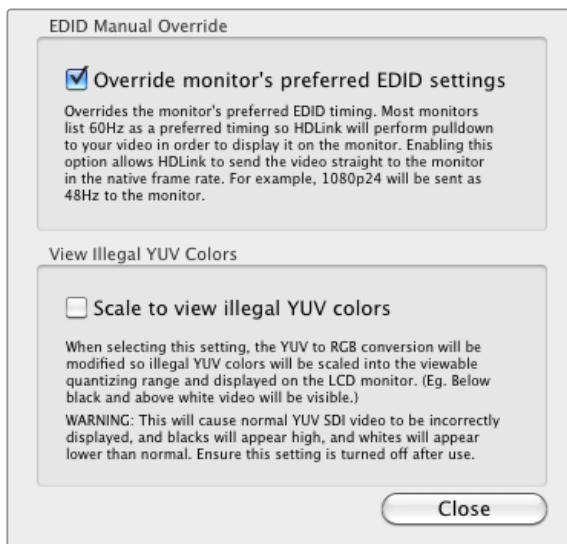 EDID Manual Override
Override monitor's preferred EDID settings
Overrides the monitor's preferred EDID timing. Most monitors
list 60Hz as a preferred timing so HDLink will perform pulldown
to your video in order to display it on the monitor. Enabling this
option allows HDLink to send the video straight to the monitor
in the native frame rate. For example, 1080p24 will be sent as
48Hz to the monitor.
View Illegal YUV Colors
Scale to view illegal YUV colors
When selecting this setting, the YUV to RGB conversion will be
modified so illegal YUV colors will be scaled into the viewable
quantizing range and displayed on the LCD monitor. (Eg. Below
black and above white video will be visible.)
WARNING: This will cause normal YUV SDI video to be incorrectly
displayed, and blacks will appear high, and whites will appear
lower than normal. Ensure this setting is turned off after use.
Close